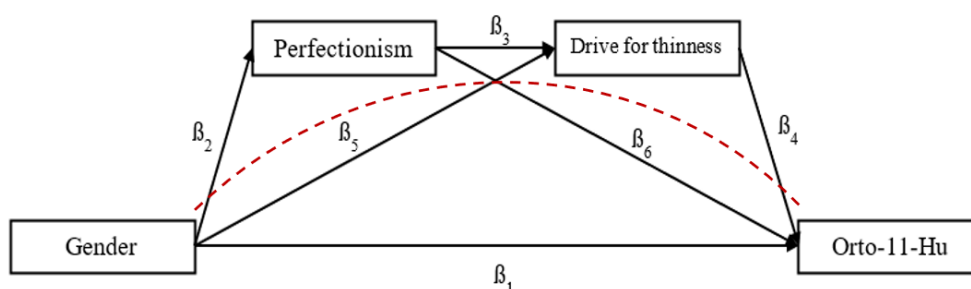 ß3
Perfectionism
Drive for thinness
ß2
ß5
ß6
ß4
Gender
Orto-11-Hu
ß1